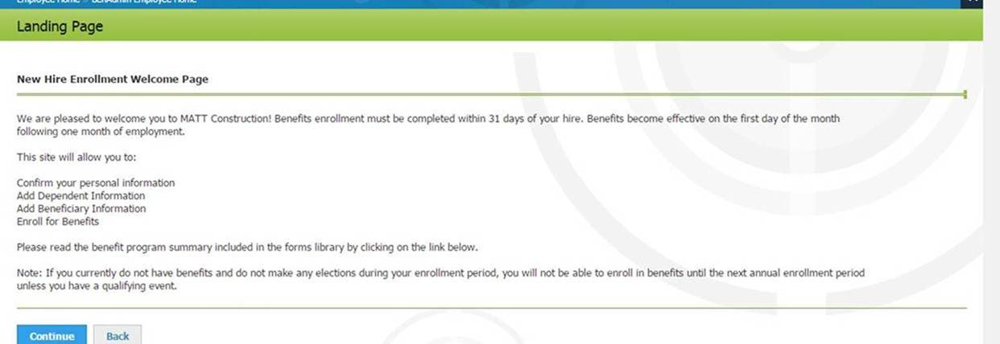 Employee Home » BenAdmin Employee Home
Landing Page
New Hire Enrollment Welcome Page
We are pleased to welcome you to MATT Construction! Benefits enrollment must be completed within 31 days of your hire. Benefits become effective on the first day of the month
following one month of employment.
This site will allow you to:
Confirm your personal information
Add Dependent Information
Add Beneficiary Information
Enroll for Benefits
Please read the benefit program summary included in the forms library by clicking on the link below.
Note: If you currently do not have benefits and do not make any elections during your enrollment period, you will not be able to enroll in benefits until the next annual enrollment period
unless you have a qualifying event.
Continue Back